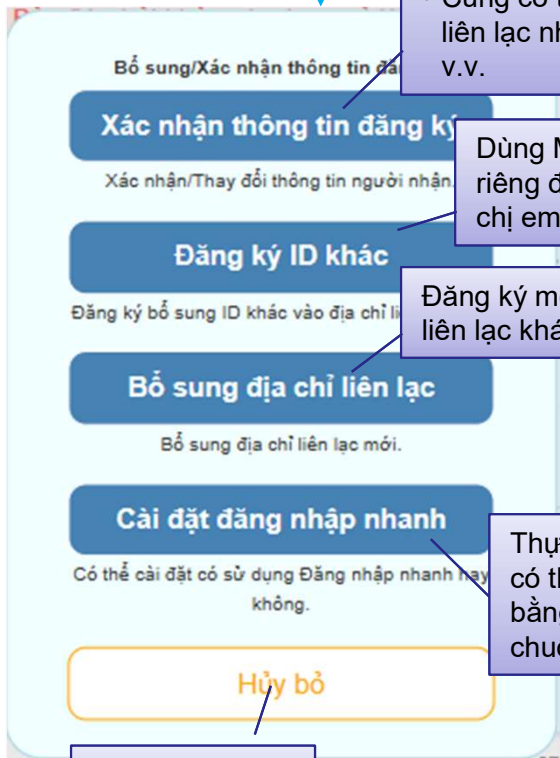 Cũng có t
liên lạc nh
v.v.
Bổ sung/Xác nhận thông tin đă
Xác nhận thông tin đăng ký
Xác nhận/Thay đổi thông tin người nhận.
Dùng M
riêng đ
chị em
Đăng ký ID khác
Đăng ký bổ sung ID khác vào địa chỉ li
Đăng ký mộ
liên lạc khá
Bổ sung địa chỉ liên lạc
Bổ sung địa chỉ liên lạc mới.
Cài đặt đăng nhập nhanh
Có thể cài đặt có sử dụng Đăng nhập nhanh hay
không.
Thự
có th
bằng
chuộ
Hủy bỏ